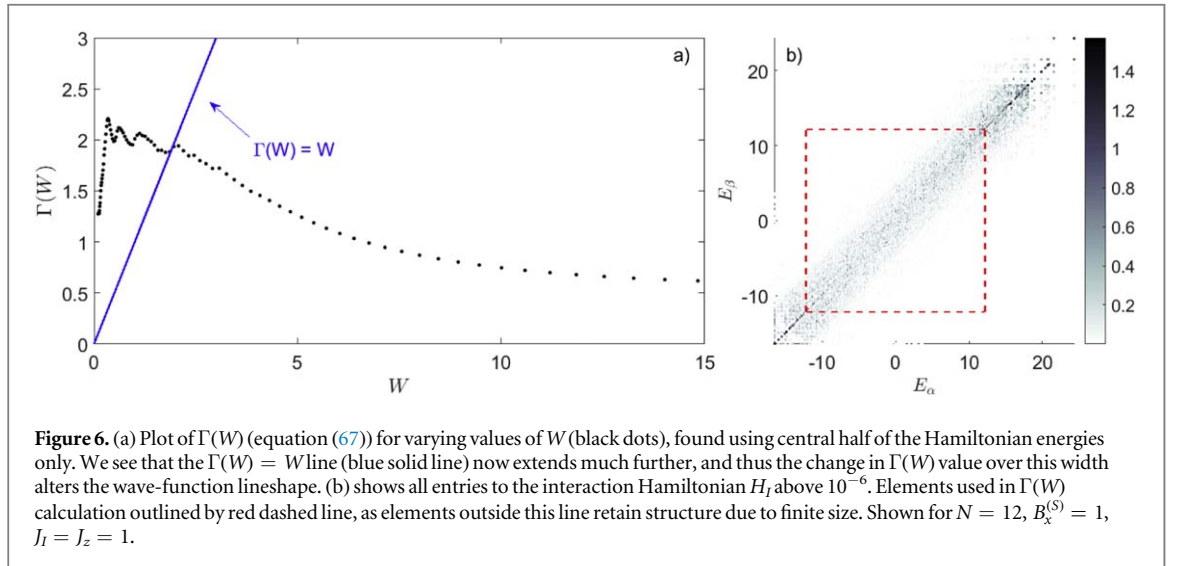 3
2.5
2
1.5
1
0.5
0
Γ(W)
a)
Γ(W) = W
0
5
10
15
W
b)
20
10
0
-10
E_β
-10
0
10
20
E_α
1.4
1.2
1
0.8
0.6
0.4
0.2
Figure 6. (a) Plot of Γ(W) (equation (67)) for varying values of W (black dots), found using central half of the Hamiltonian energies
only. We see that the Γ(W) = W line (blue solid line) now extends much further, and thus the change in Γ(W) value over this width
alters the wave-function lineshape. (b) shows all entries to the interaction Hamiltonian H_I above 10⁻⁶. Elements used in Γ(W)
calculation outlined by red dashed line, as elements outside this line retain structure due to finite size. Shown for N = 12, B_x^(S) = 1,
J_I = J_z = 1.